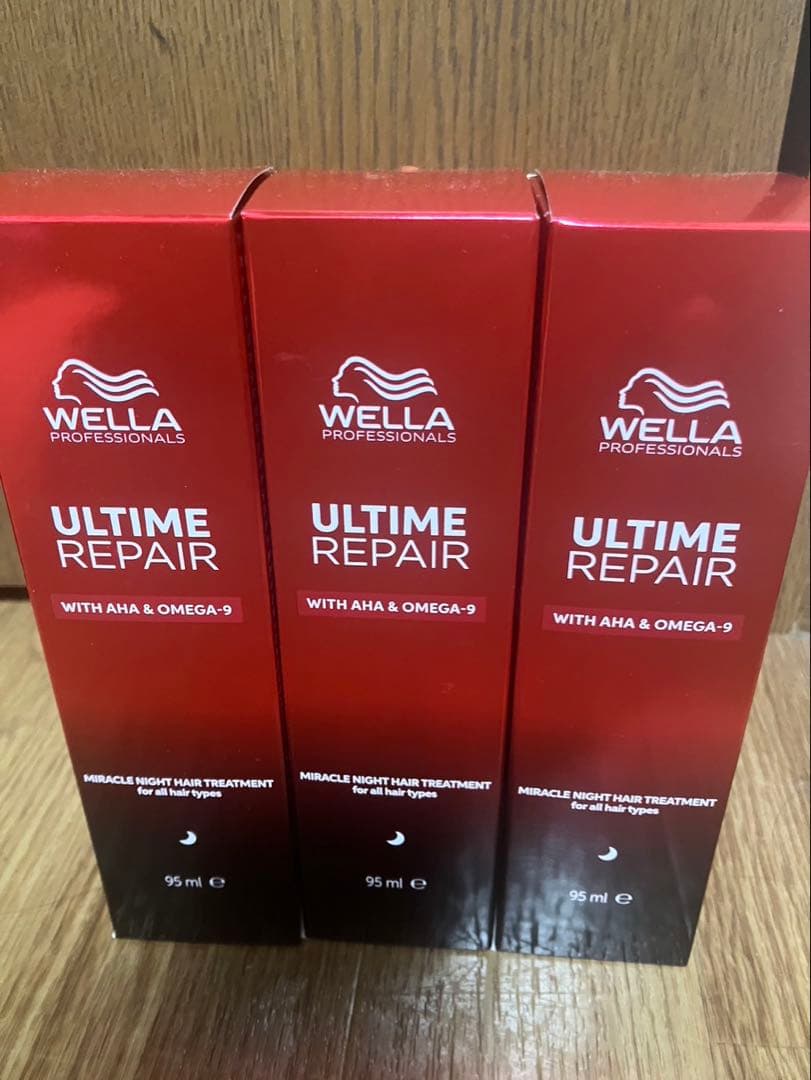 WELLA
PROFESSIONALS
ULTIME
REPAIR
WITH AHA & OMEGA-9
MIRACLE NIGHT HAIR TREATMENT
for all hair types
95 ml ℮
WELLA
PROFESSIONALS
ULTIME
REPAIR
WITH AHA & OMEGA-9
MIRACLE NIGHT HAIR TREATMENT
for all hair types
95 ml ℮
WELLA
PROFESSIONALS
ULTIME
REPAIR
WITH AHA & OMEGA-9
MIRACLE NIGHT HAIR TREATMENT
for all hair types
95 ml ℮